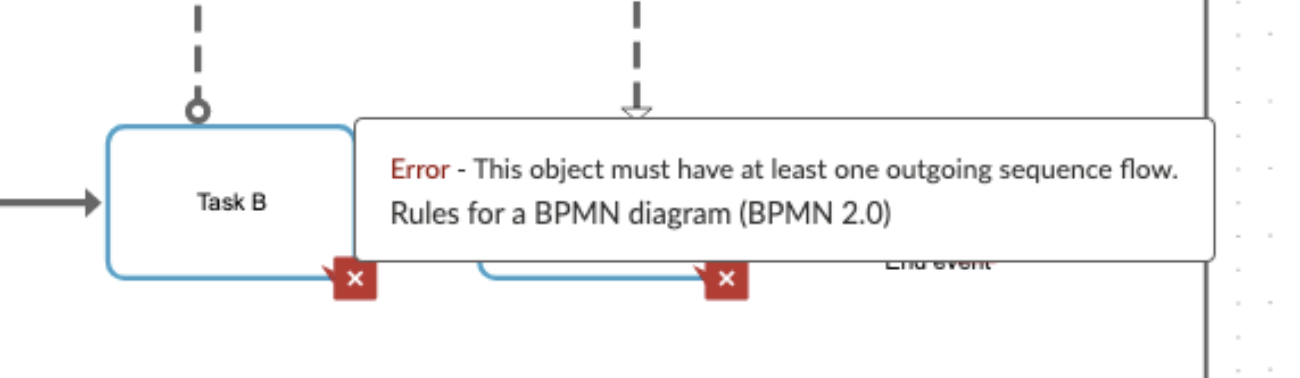 Task B
Error - This object must have at least one outgoing sequence flow.
Rules for a BPMN diagram (BPMN 2.0)
End event